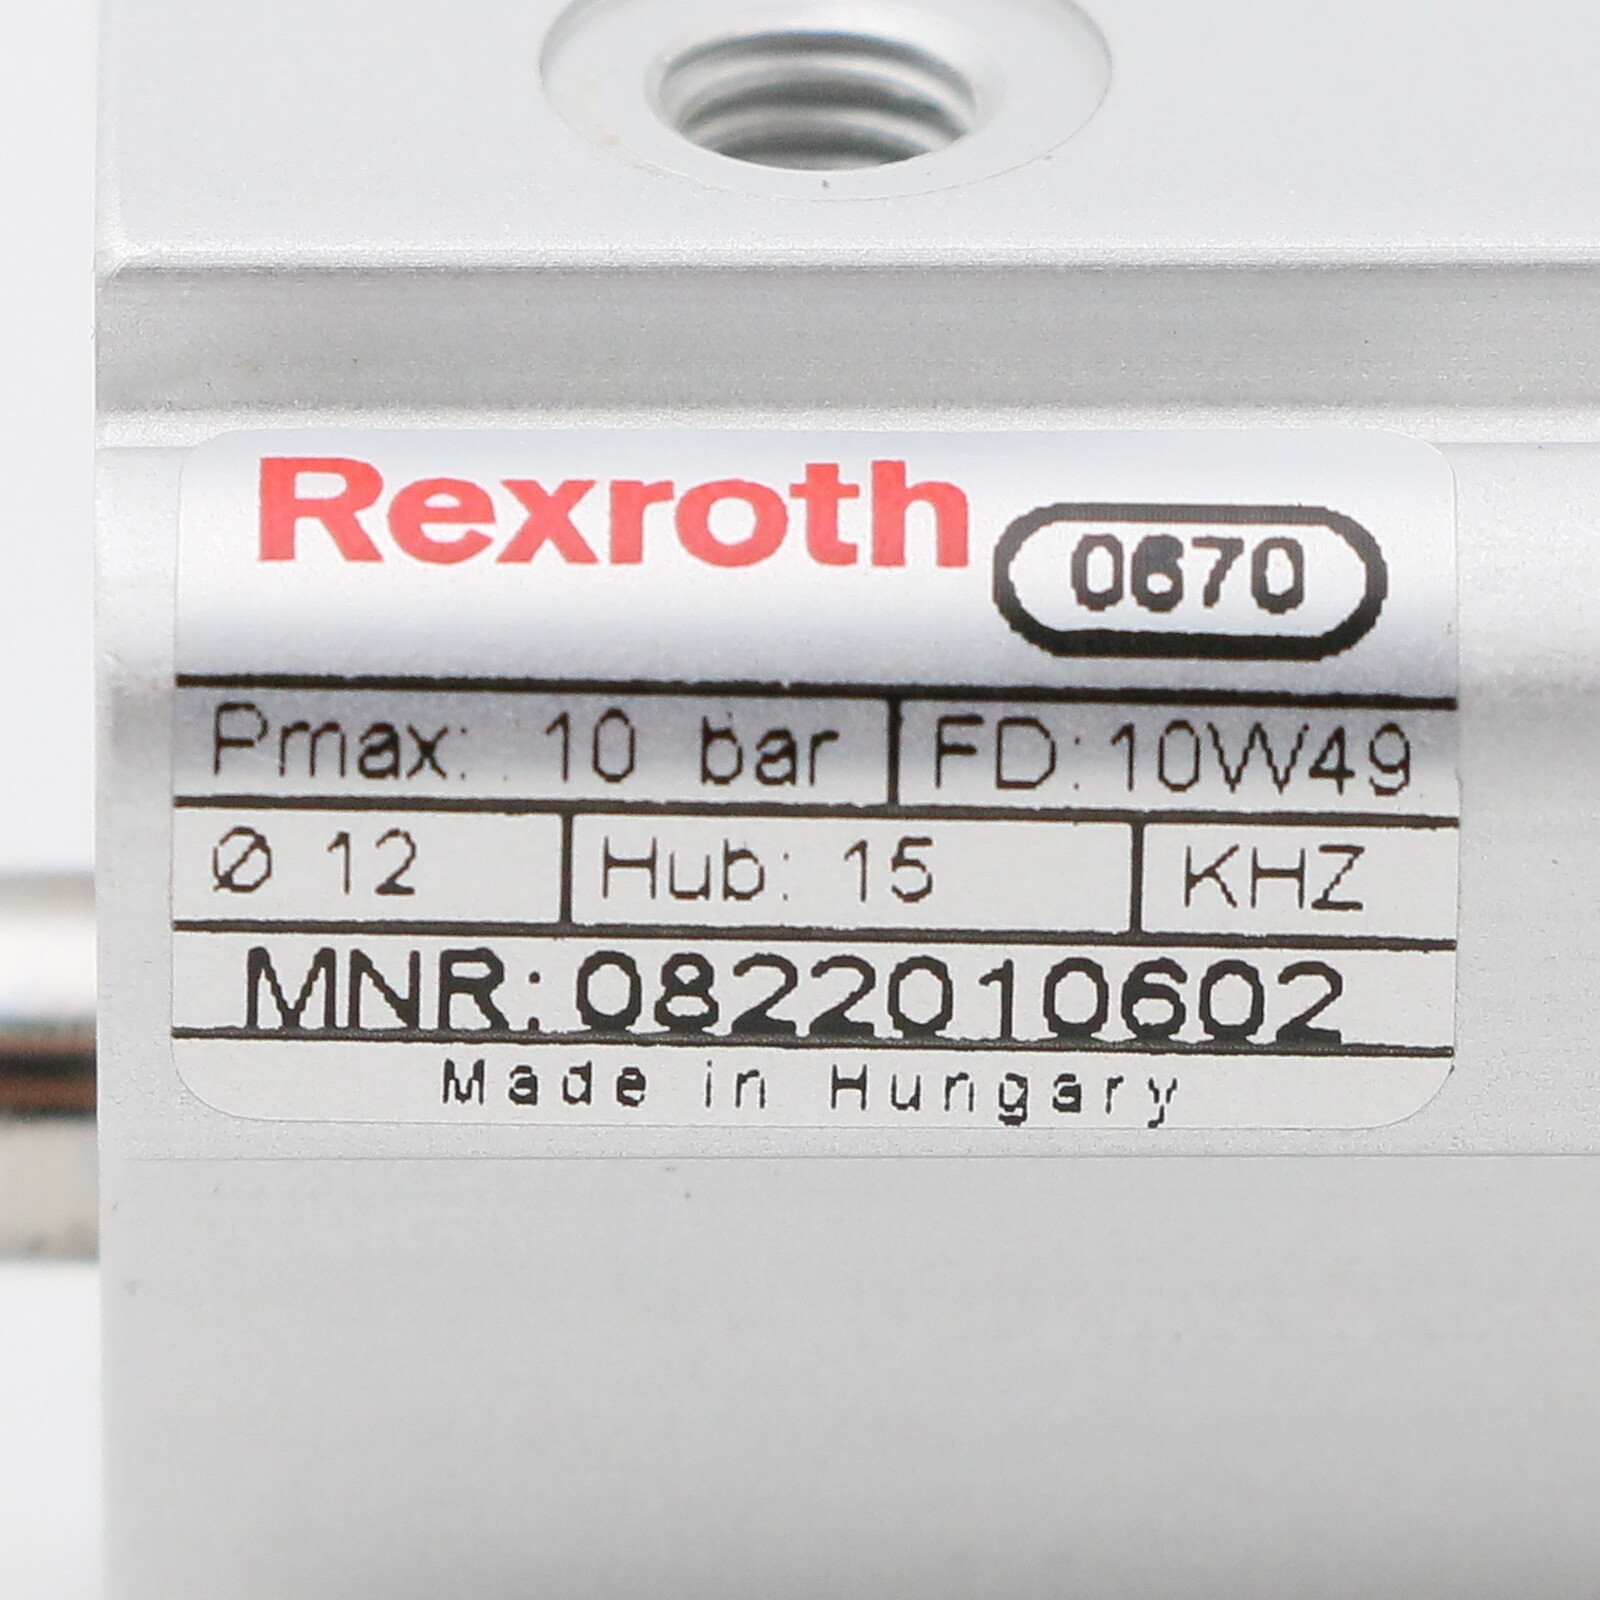 Rexroth 0670
Pmax: 10 bar FD: 10W49
Ø 12 Hub: 15 KHZ
MNR: 0822010602
Made in Hungary